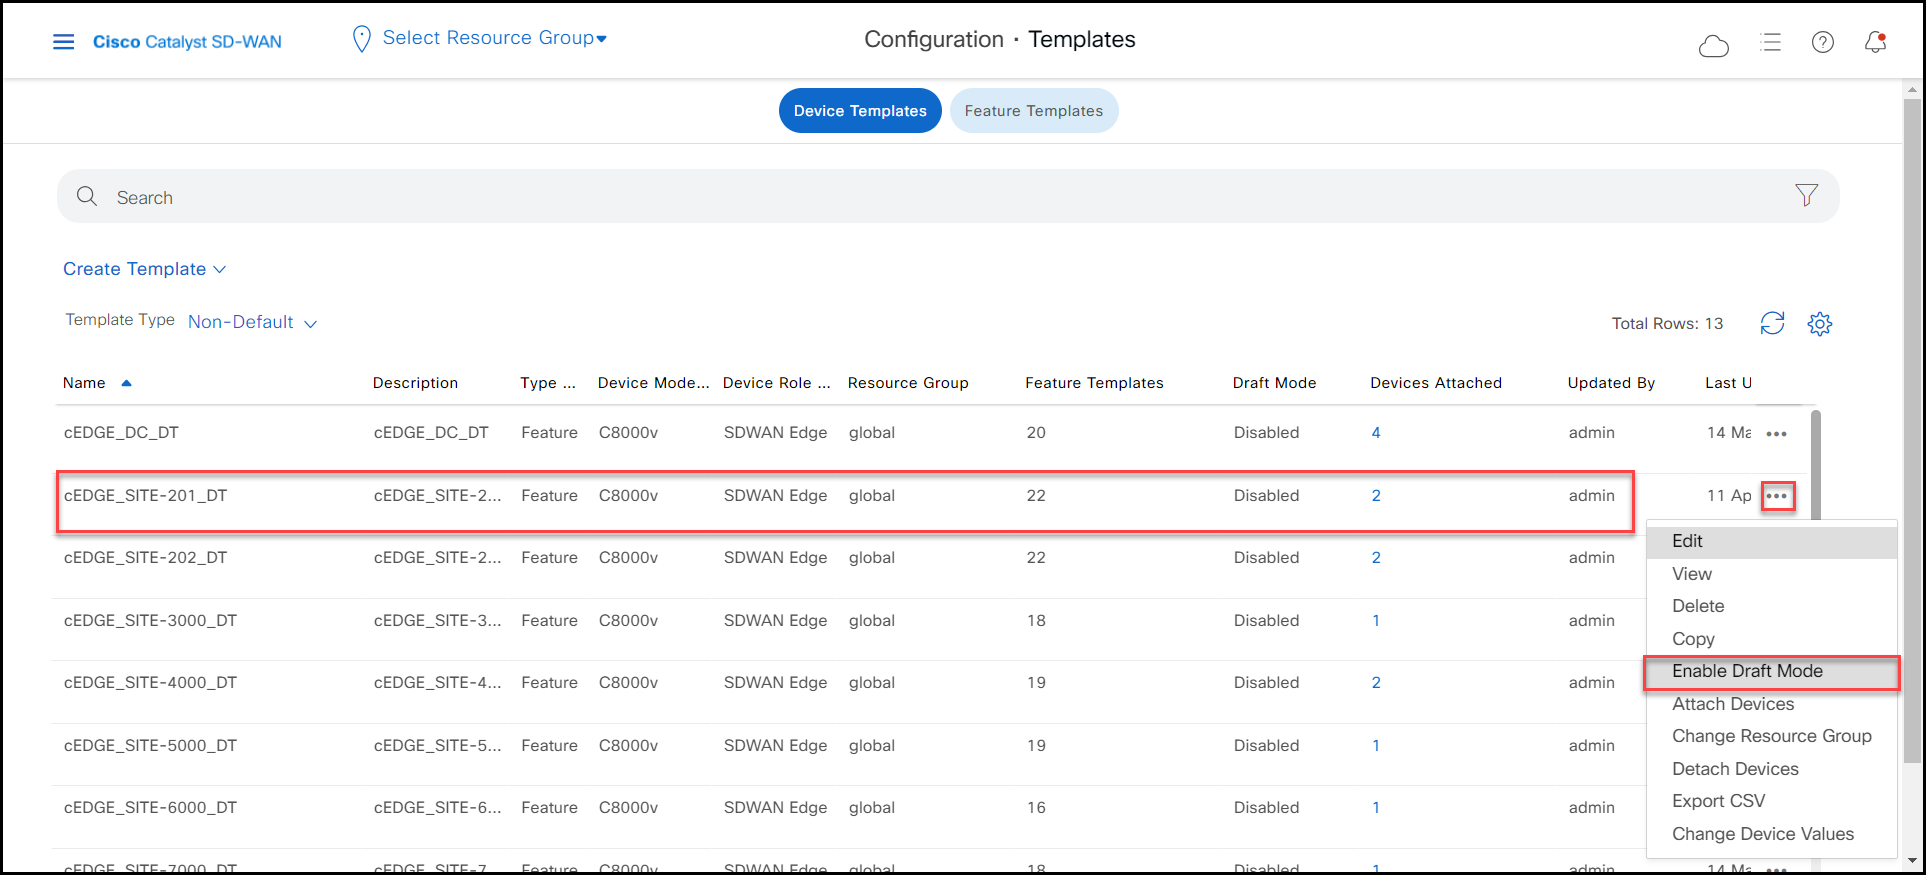 Cisco Catalyst SD-WAN Select Resource Group Configuration · Templates
Device Templates Feature Templates
Search
Create Template
Template Type Non-Default Total Rows: 13
Name Description Type ... Device Mode... Device Role ... Resource Group Feature Templates Draft Mode Devices Attached Updated By Last U
cEDGE_DC_DT cEDGE_DC_DT Feature C8000v SDWAN Edge global 20 Disabled 4 admin 14 Ma
cEDGE_SITE-201_DT cEDGE_SITE-2... Feature C8000v SDWAN Edge global 22 Disabled 2 admin 11 Ap
cEDGE_SITE-202_DT cEDGE_SITE-2... Feature C8000v SDWAN Edge global 22 Disabled 2 admin
cEDGE_SITE-3000_DT cEDGE_SITE-3... Feature C8000v SDWAN Edge global 18 Disabled 1 admin
cEDGE_SITE-4000_DT cEDGE_SITE-4... Feature C8000v SDWAN Edge global 19 Disabled 2 admin
cEDGE_SITE-5000_DT cEDGE_SITE-5... Feature C8000v SDWAN Edge global 19 Disabled 1 admin
cEDGE_SITE-6000_DT cEDGE_SITE-6... Feature C8000v SDWAN Edge global 16 Disabled 1 admin
cEDGE_SITE-7000_DT cEDGE_SITE-7... Feature C8000v SDWAN Edge global 18 Disabled 1 admin 14 Ma
Edit
View
Delete
Copy
Enable Draft Mode
Attach Devices
Change Resource Group
Detach Devices
Export CSV
Change Device Values